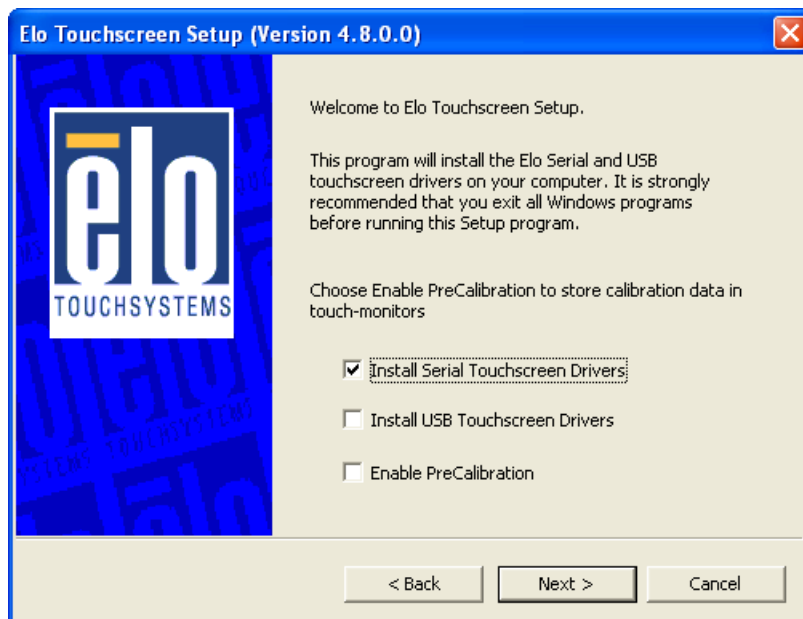 Elo Touchscreen Setup (Version 4.8.0.0)
elo
TOUCHSYSTEMS
Welcome to Elo Touchscreen Setup.
This program will install the Elo Serial and USB
touchscreen drivers on your computer. It is strongly
recommended that you exit all Windows programs
before running this Setup program.
Choose Enable PreCalibration to store calibration data in
touch-monitors
Install Serial Touchscreen Drivers
Install USB Touchscreen Drivers
Enable PreCalibration
< Back
Next >
Cancel